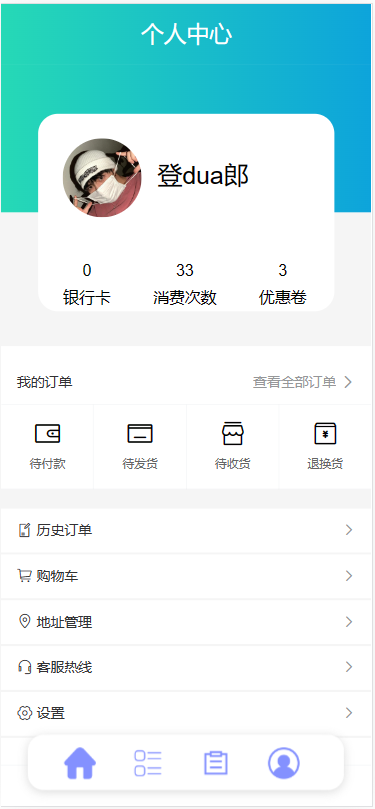 个人中心
登dua郎
0 33 3
银行卡 消费次数 优惠卷
我的订单 查看全部订单
待付款 待发货 待收货 退换货
历史订单
购物车
地址管理
客服热线
设置